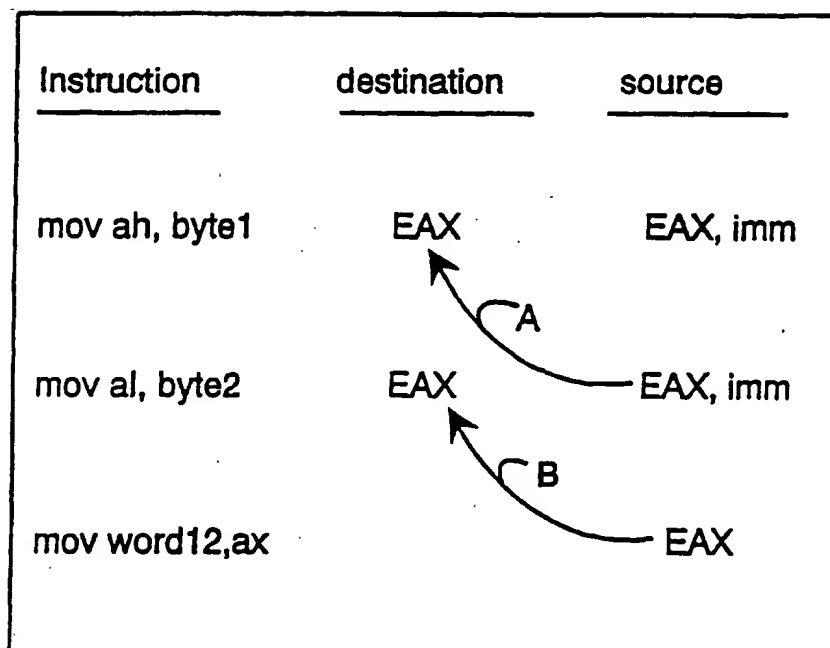 Instruction destination source
mov ah, byte1 EAX EAX, imm
A
mov al, byte2 EAX EAX, imm
B
mov word12,ax EAX